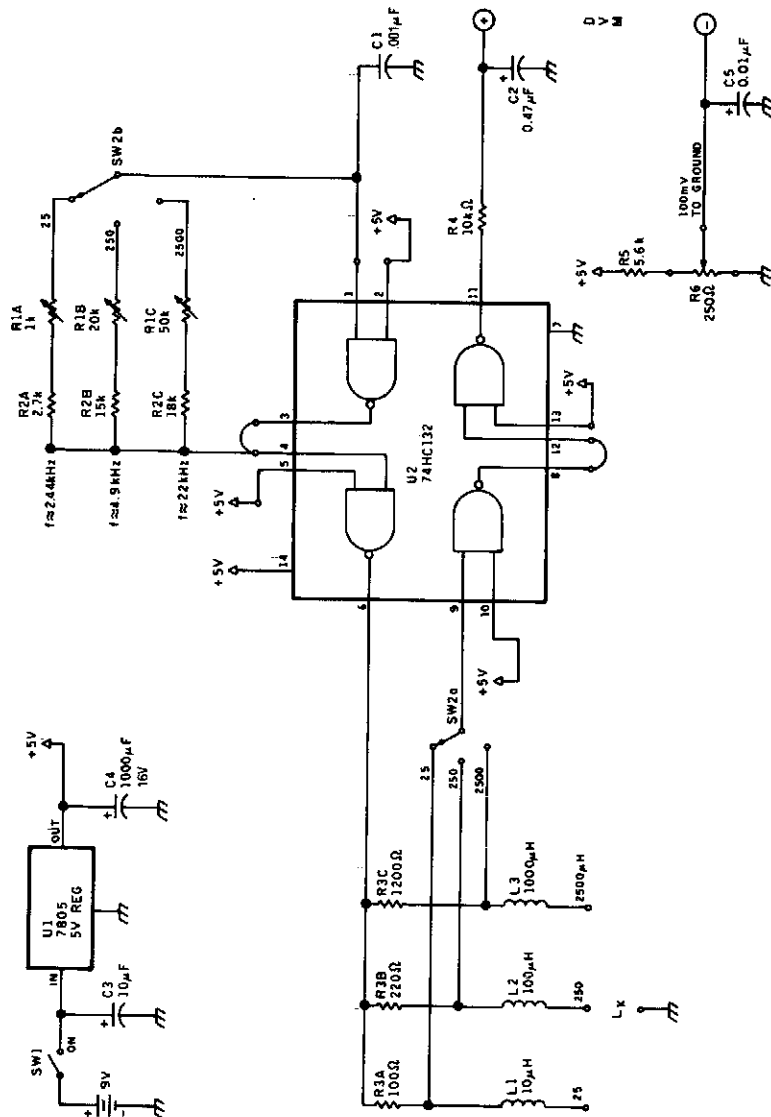 SW1
ON
+
9V
-
+
C3
10µF
IN
U1
7805
5V REG
OUT
+
C4
1000µF
16V
+5V
f≈2.44kHz
R2A
2.7k
R1A
1k
25
f≈4.9kHz
R2B
15k
R1B
20k
250
f≈22kHz
R2C
18k
R1C
50k
2500
SW2b
C1
.001µF
+5V
14
+5V
5
4
3
1
2
+5V
U2
74HC132
6
9
10
+5V
8
12
13
+5V
11
7
R4
10kΩ
+
C2
0.47µF
+
D
V
M
-
+5V
R5
5.6k
R6
250Ω
100mV
TO GROUND
+
C5
0.01µF
SW2a
25
250
2500
R3A
100Ω
R3B
220Ω
R3C
1200Ω
L1
10µH
25
L2
100µH
250
L3
1000µH
2500µH
Lx